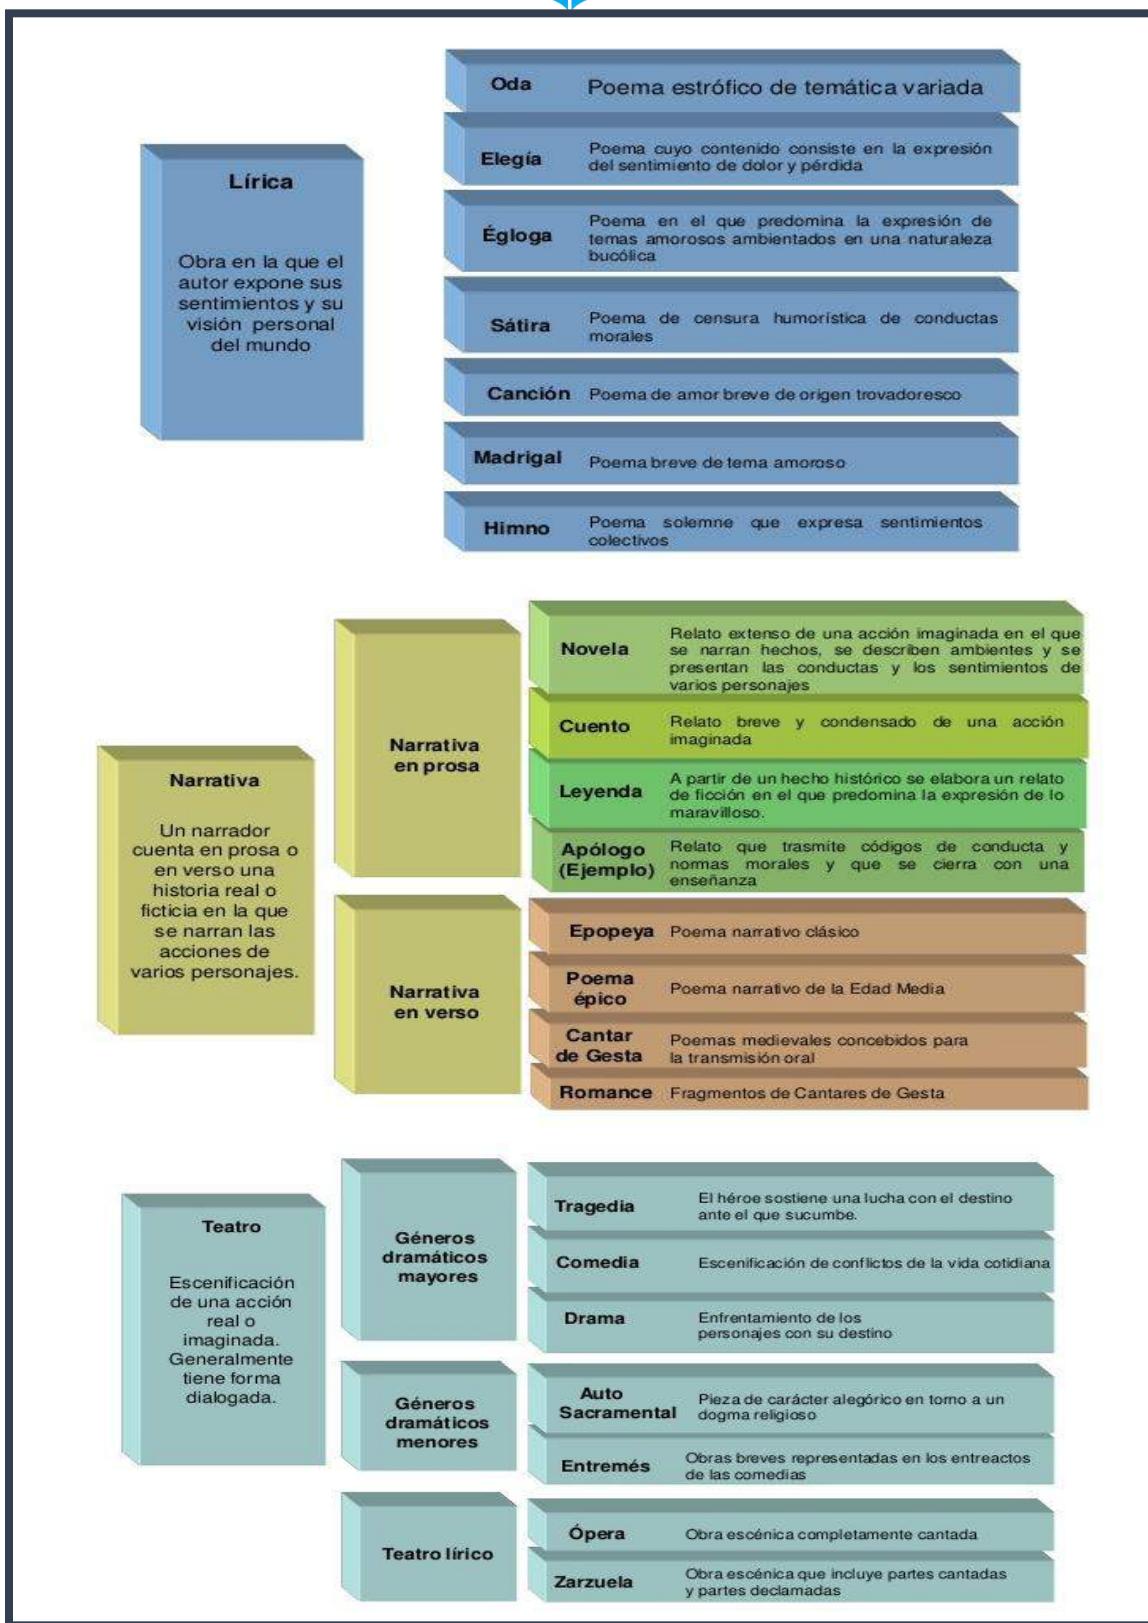 Lírica
Obra en la que el
autor expone sus
sentimientos y su
visión personal
del mundo
Oda
Poema estrófico de temática variada
Elegía
Poema cuyo contenido consiste en la expresión
del sentimiento de dolor y pérdida
Égloga
Poema en el que predomina la expresión de
temas amorosos ambientados en una naturaleza
bucólica
Sátira
Poema de censura humorística de conductas
morales
Canción
Poema de amor breve de origen trovadoresco
Madrigal
Poema breve de tema amoroso
Himno
Poema solemne que expresa sentimientos
colectivos
Narrativa
Un narrador
cuenta en prosa o
en verso una
historia real o
ficticia en la que
se narran las
acciones de
varios personajes.
Narrativa
en prosa
Novela
Relato extenso de una acción imaginada en el que
se narran hechos, se describen ambientes y se
presentan las conductas y los sentimientos de
varios personajes
Cuento
Relato breve y condensado de una acción
imaginada
Leyenda
A partir de un hecho histórico se elabora un relato
de ficción en el que predomina la expresión de lo
maravilloso.
Apólogo
(Ejemplo)
Relato que trasmite códigos de conducta y
normas morales y que se cierra con una
enseñanza
Narrativa
en verso
Epopeya
Poema narrativo clásico
Poema
épico
Poema narrativo de la Edad Media
Cantar
de Gesta
Poemas medievales concebidos para
la transmisión oral
Romance
Fragmentos de Cantares de Gesta
Teatro
Escenificación
de una acción
real o
imaginada.
Generalmente
tiene forma
dialogada.
Géneros
dramáticos
mayores
Tragedia
El héroe sostiene una lucha con el destino
ante el que sucumbe.
Comedia
Escenificación de conflictos de la vida cotidiana
Drama
Enfrentamiento de los
personajes con su destino
Géneros
dramáticos
menores
Auto
Sacramental
Pieza de carácter alegórico en torno a un
dogma religioso
Entremés
Obras breves representadas en los entreactos
de las comedias
Teatro lírico
Ópera
Obra escénica completamente cantada
Zarzuela
Obra escénica que incluye partes cantadas
y partes declamadas